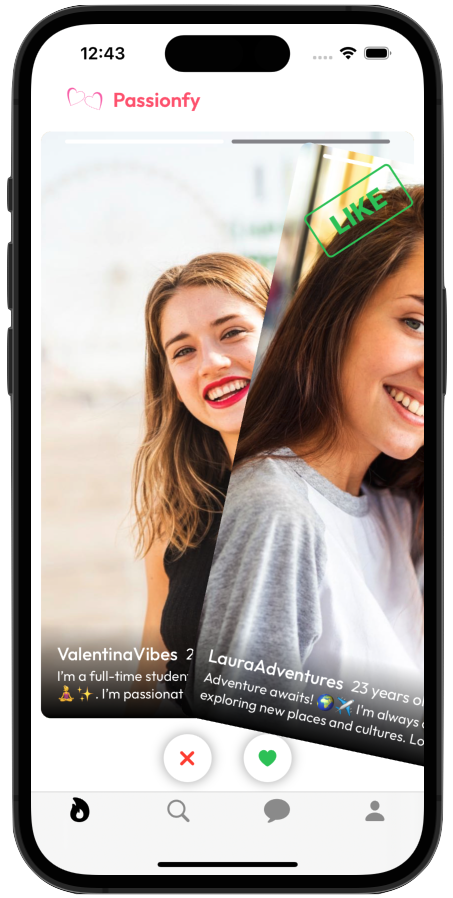 12:43
Passionfy
LIKE
ValentinaVibes 2
I'm a full-time studen
🧘‍♀️✨. I'm passionat
LauraAdventures 23 years o
Adventure awaits! 🌍✈️ I'm always
exploring new places and cultures. Lo